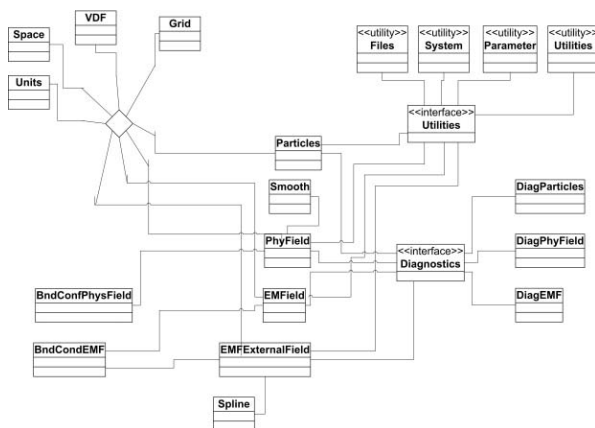 VDF
Space
Grid
Units
<<utility>>
Files
<<utility>>
System
<<utility>>
Parameter
<<utility>>
Utilities
<<interface>>
Utilities
Particles
Smooth
DiagParticles
PhyField
<<interface>>
Diagnostics
DiagPhyField
BndConfPhysField
EMField
DiagEMF
BndCondEMF
EMFExternalField
Spline